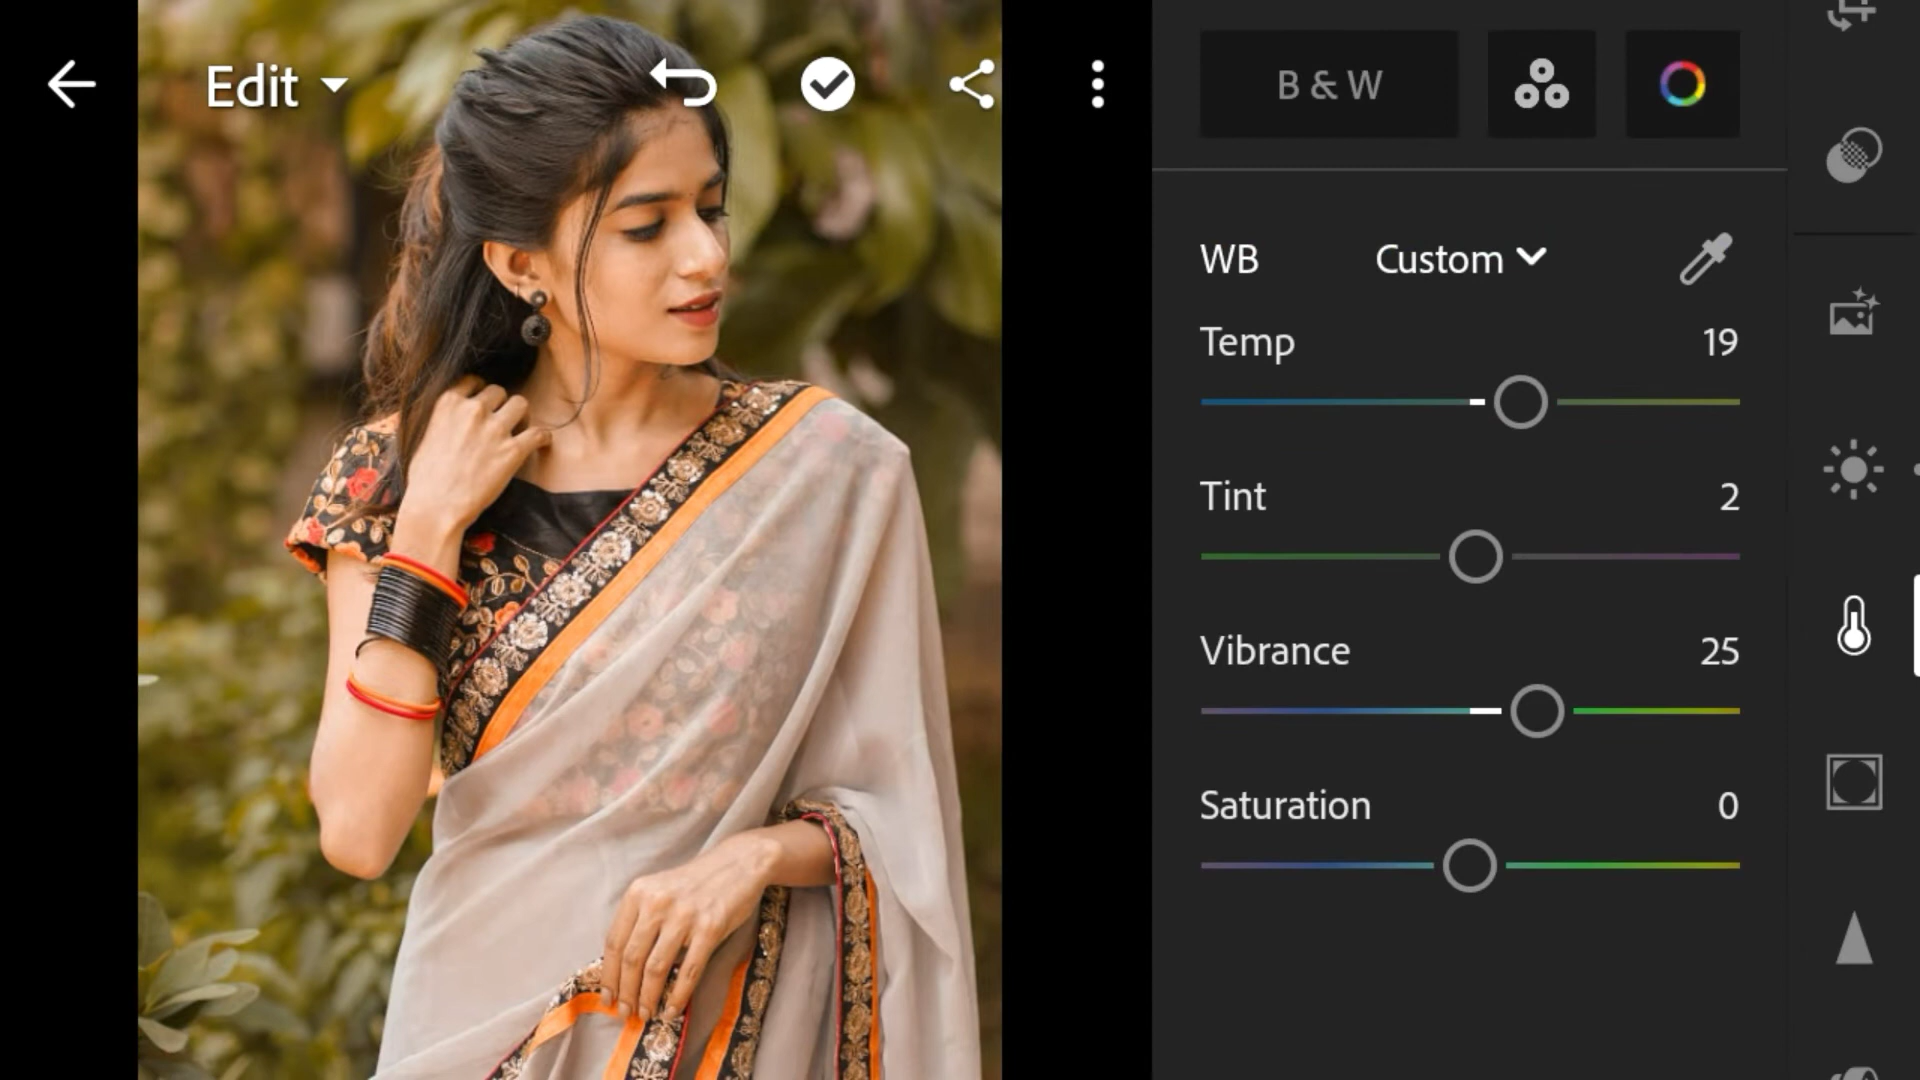 Edit
B & W
WB Custom
Temp 19
Tint 2
Vibrance 25
Saturation 0